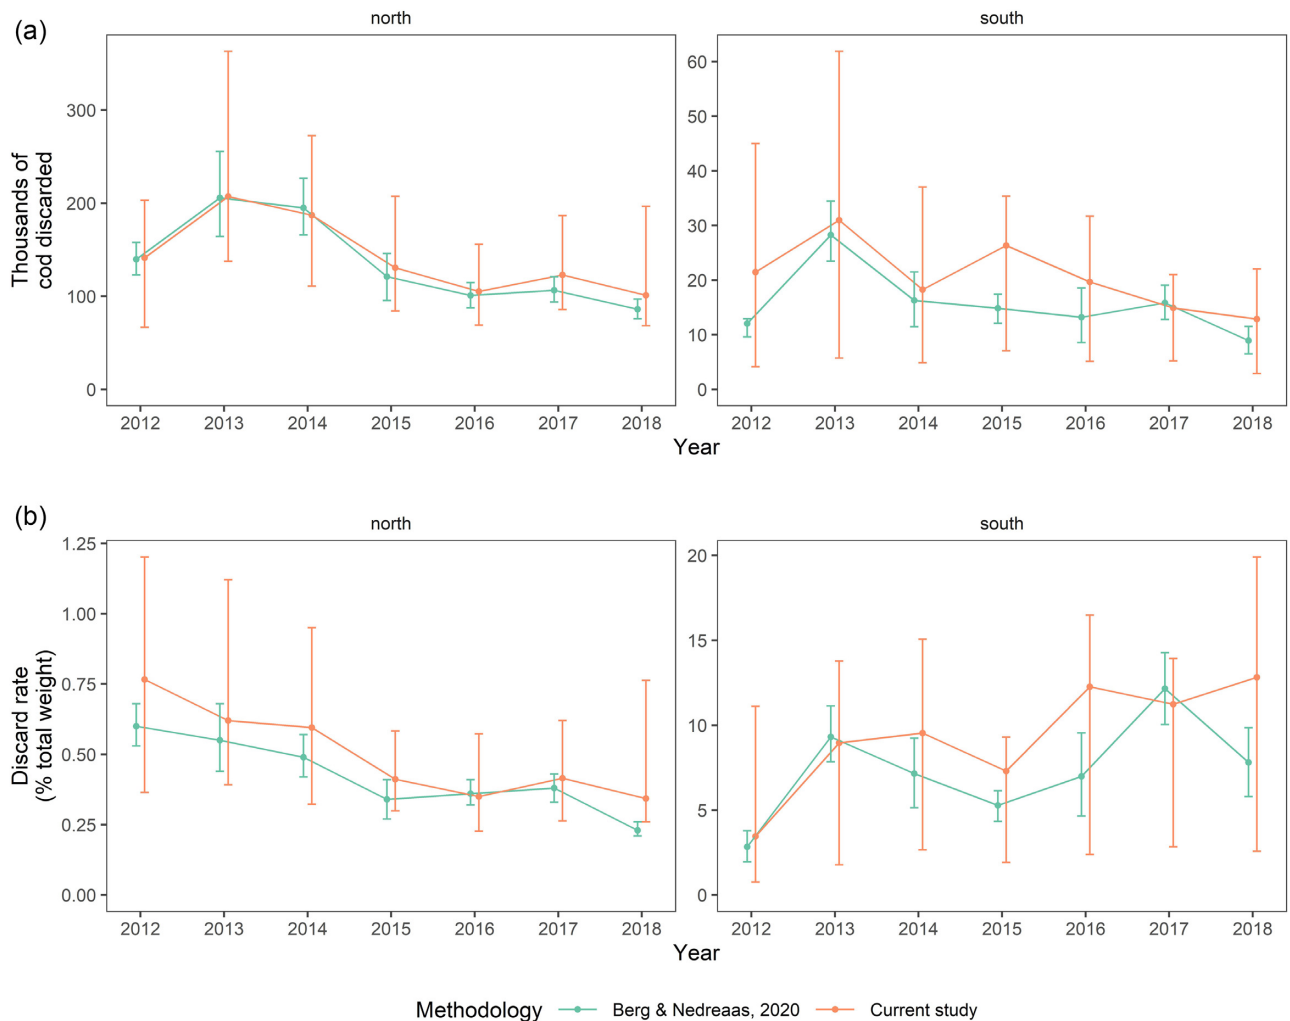 (a)
north
south
Thousands of
cod discarded
300
200
100
0
60
50
40
30
20
10
0
2012 2013 2014 2015 2016 2017 2018
2012 2013 2014 2015 2016 2017 2018
Year
(b)
north
south
Discard rate
(% total weight)
1.25
1.00
0.75
0.50
0.25
0.00
20
15
10
5
0
2012 2013 2014 2015 2016 2017 2018
2012 2013 2014 2015 2016 2017 2018
Year
Methodology Berg & Nedreaas, 2020 Current study